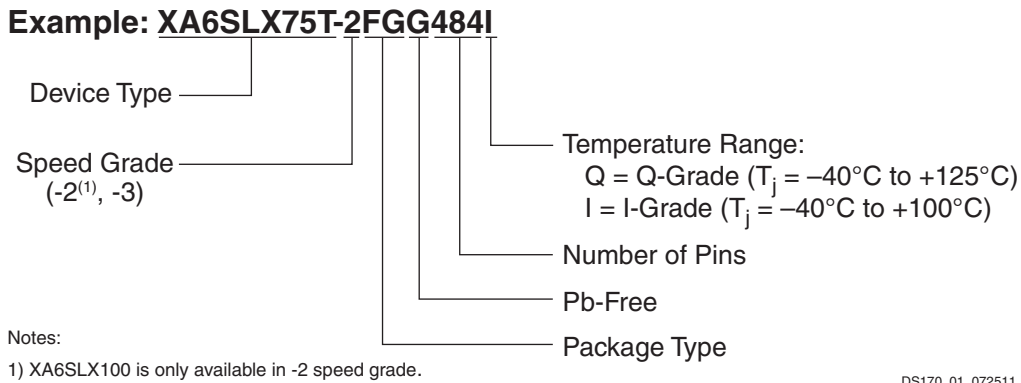 Example: XA6SLX75T-2FGG484I
Device Type
Speed Grade
(-2(1), -3)
Temperature Range:
Q = Q-Grade (Tj = –40°C to +125°C)
I = I-Grade (Tj = –40°C to +100°C)
Number of Pins
Pb-Free
Package Type
Notes:
1) XA6SLX100 is only available in -2 speed grade.
DS170_01_072511